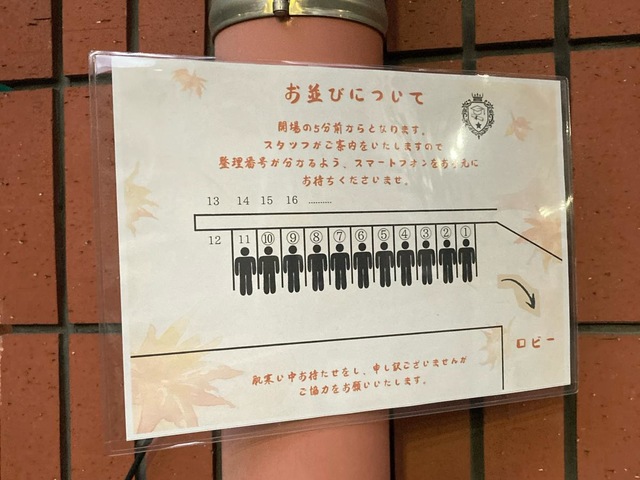 お並びについて
開場の5分前からとなります。
スタッフがご案内をいたしますので
整理番号が分かるよう、スマートフォンをお手元に
お待ちくださいませ。
13 14 15 16 ..........
12 11 ⑩ ⑨ ⑧ ⑦ ⑥ ⑤ ④ ③ ② ①
ロビー
肌寒い中お待たせをし、申し訳ございませんが
ご協力をお願いいたします。